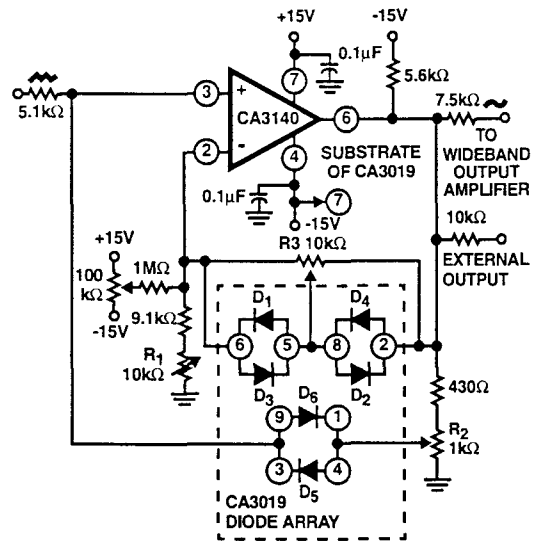 +15V
-15V
0.1µF
7
5.6kΩ
5.1kΩ
3
+
CA3140
6
7.5kΩ
TO
WIDEBAND
OUTPUT
AMPLIFIER
2
-
4
SUBSTRATE
OF CA3019
0.1µF
7
-15V
10kΩ
EXTERNAL
OUTPUT
R3 10kΩ
+15V
100
kΩ
1MΩ
-15V
9.1kΩ
R1
10kΩ
D1
D4
6
5
8
2
D3
D2
D6
9
1
3
4
D5
430Ω
R2
1kΩ
CA3019
DIODE ARRAY